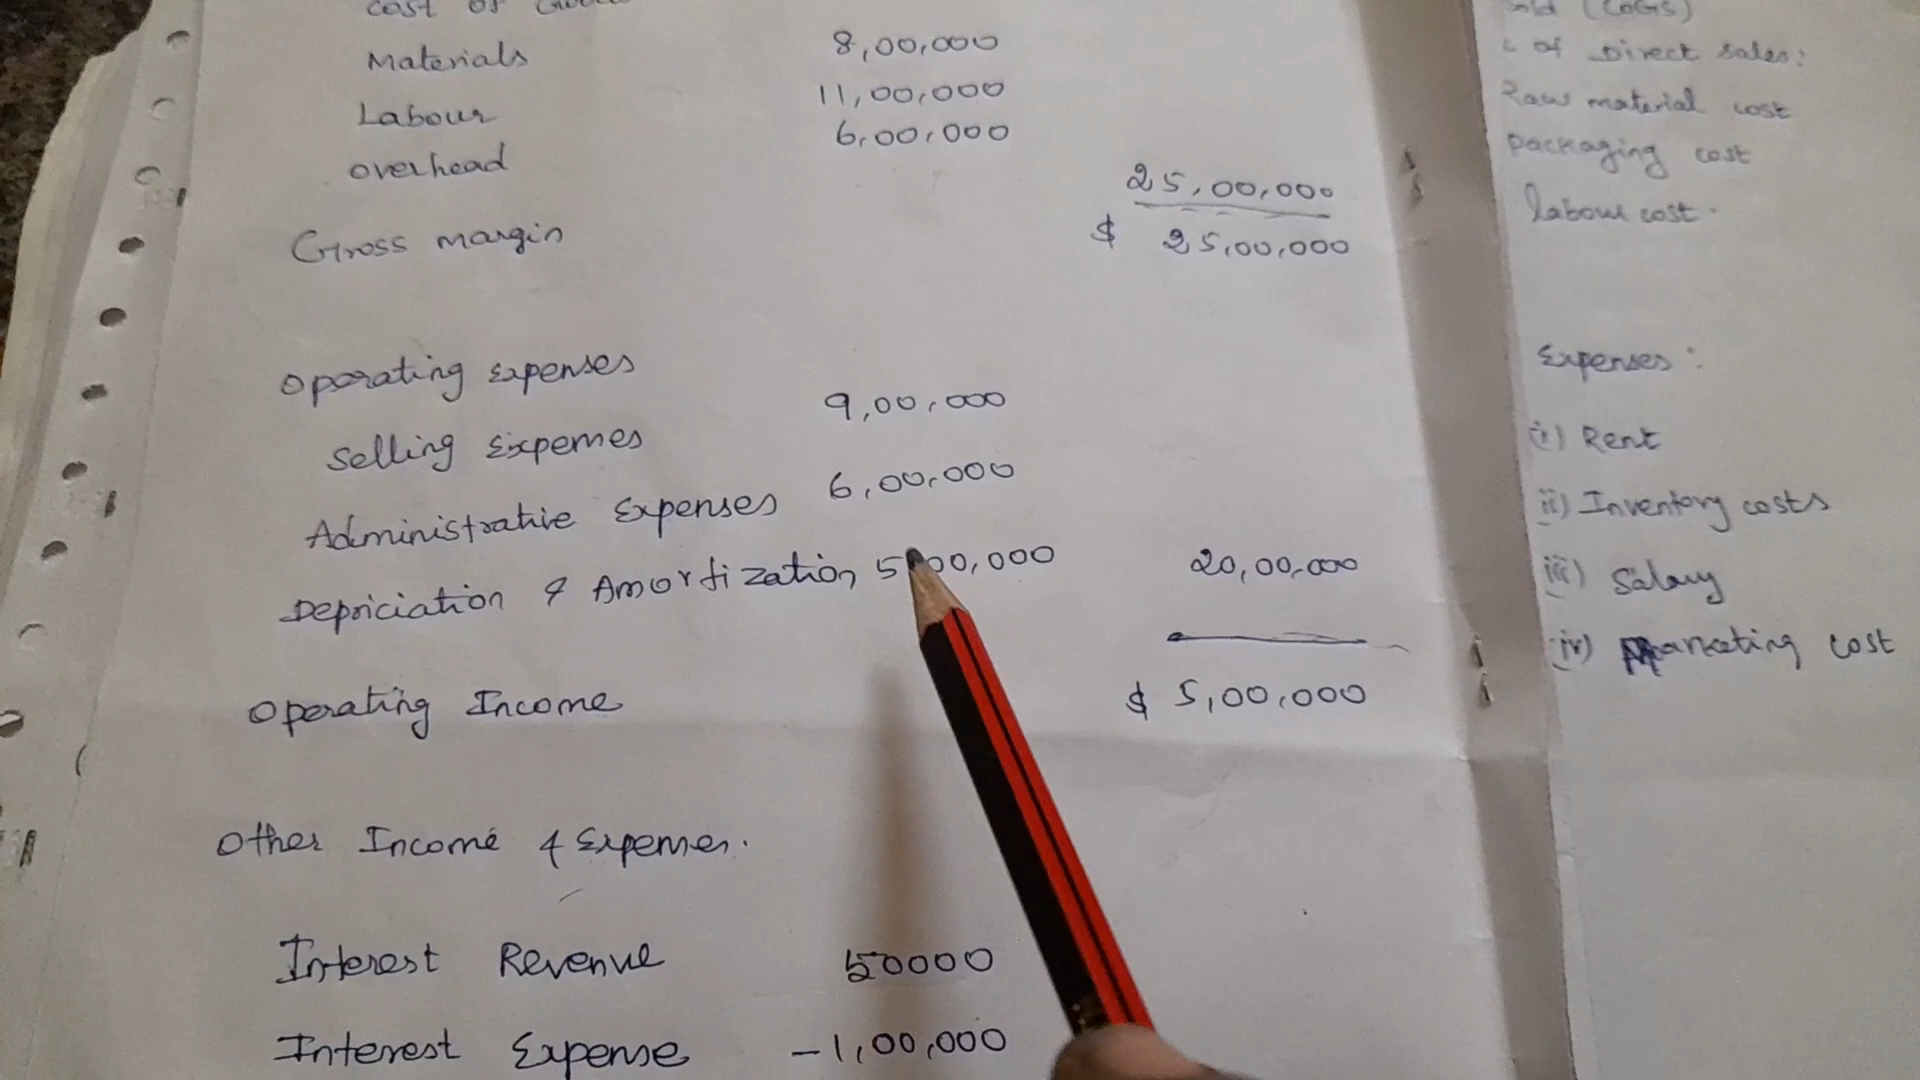 cost of
Materials 8,00,000
Labour 11,00,000
overhead 6,00,000
25,00,000
Gross margin $ 25,00,000
Operating expenses
Selling Expenses 9,00,000
Administrative Expenses 6,00,000
Depriciation & Amortization 5,00,000 20,00,000
Operating Income $ 5,00,000
Other Income & Expenses.
Interest Revenue 50000
Interest Expense -1,00,000
sold (COGS)
of Direct sales:
Raw material cost
Packaging cost
labour cost.
Expenses:
(i) Rent
ii) Inventory costs
iii) Salary
(iv) Marketing cost